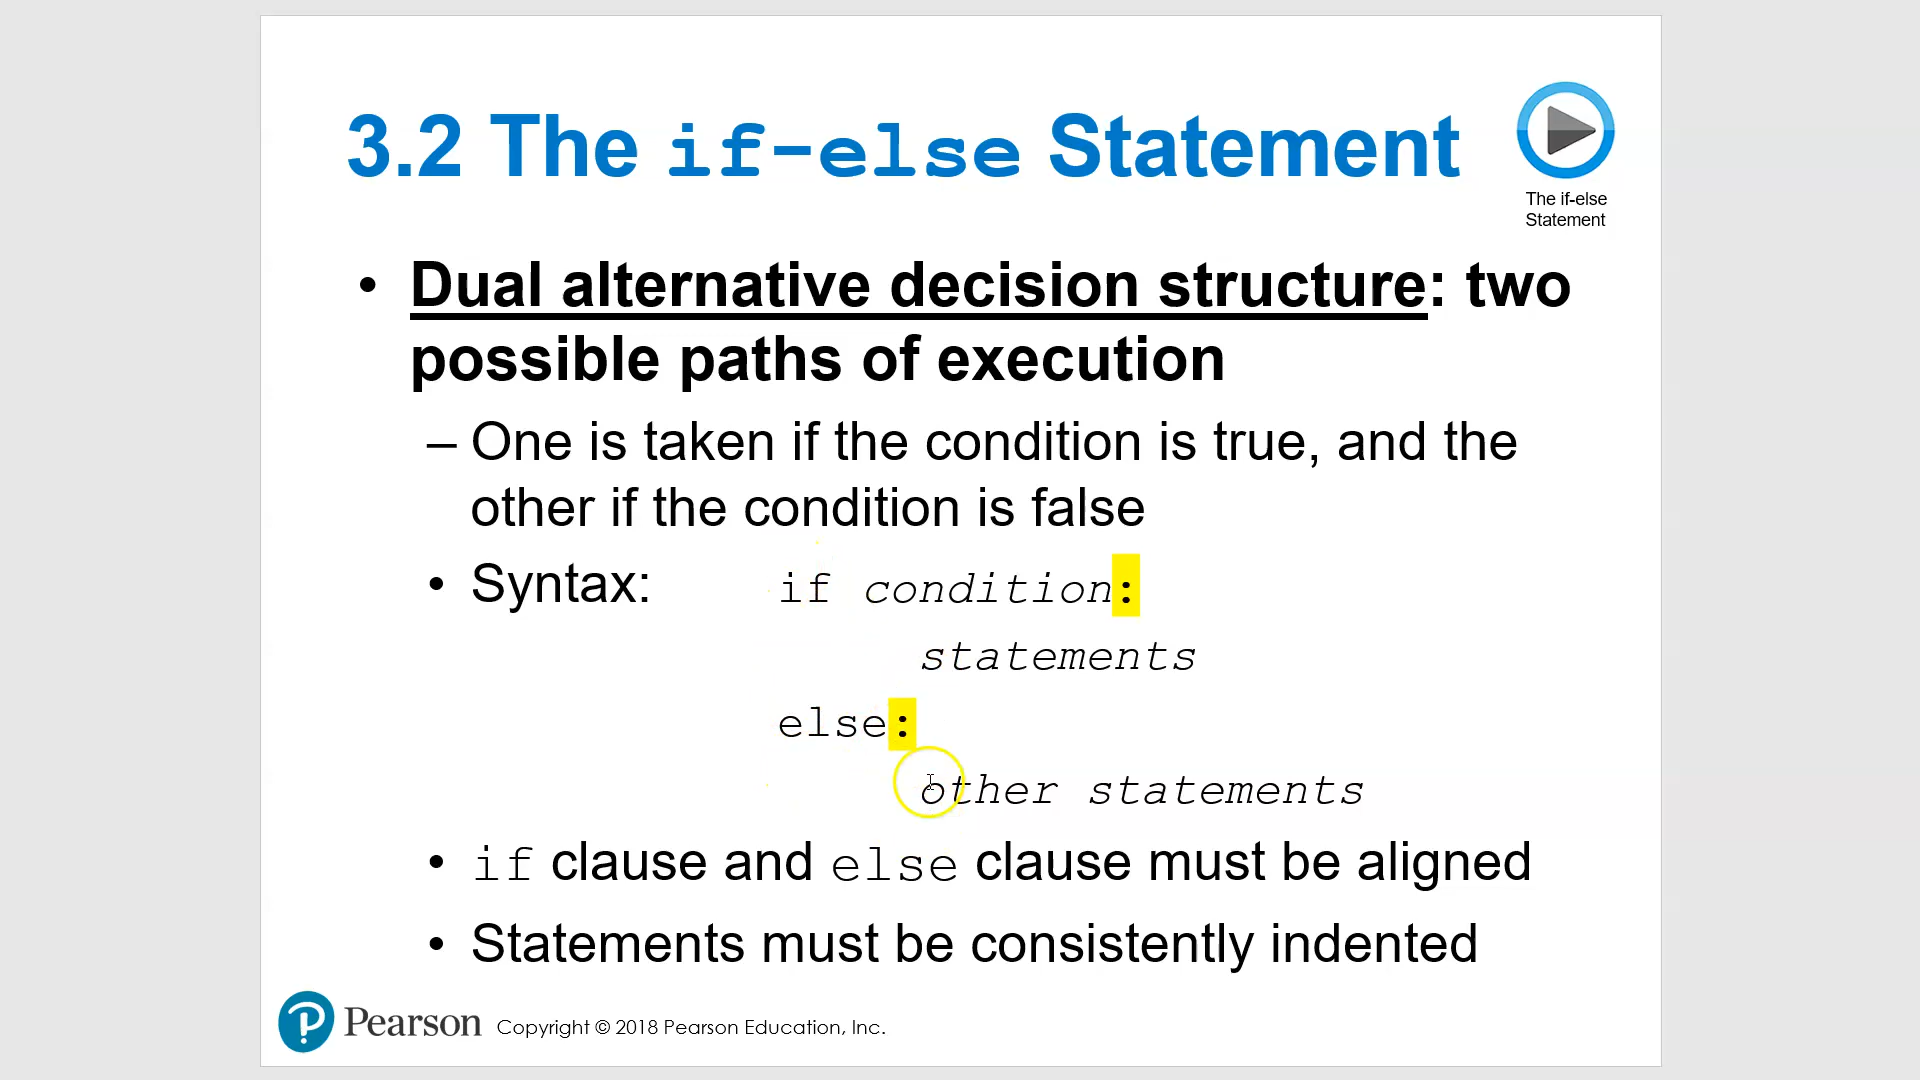 3.2 The if-else Statement
The if-else
Statement
• Dual alternative decision structure: two
possible paths of execution
– One is taken if the condition is true, and the
other if the condition is false
• Syntax: if condition:
statements
else:
other statements
• if clause and else clause must be aligned
• Statements must be consistently indented
Pearson Copyright © 2018 Pearson Education, Inc.